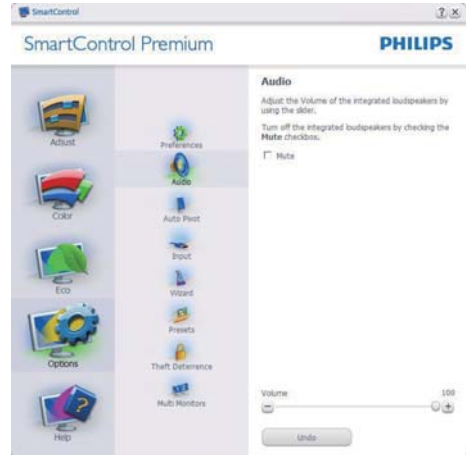 SmartControl
SmartControl Premium
PHILIPS
Adjust
Color
Eco
Options
Help
Preferences
Audio
Auto Pivot
Input
Wizard
Presets
Theft Deterrence
Multi Monitors
Audio
Adjust the Volume of the integrated loudspeakers by
using the slider.
Turn off the integrated loudspeakers by checking the
Mute checkbox.
Mute
Volume 100
Undo